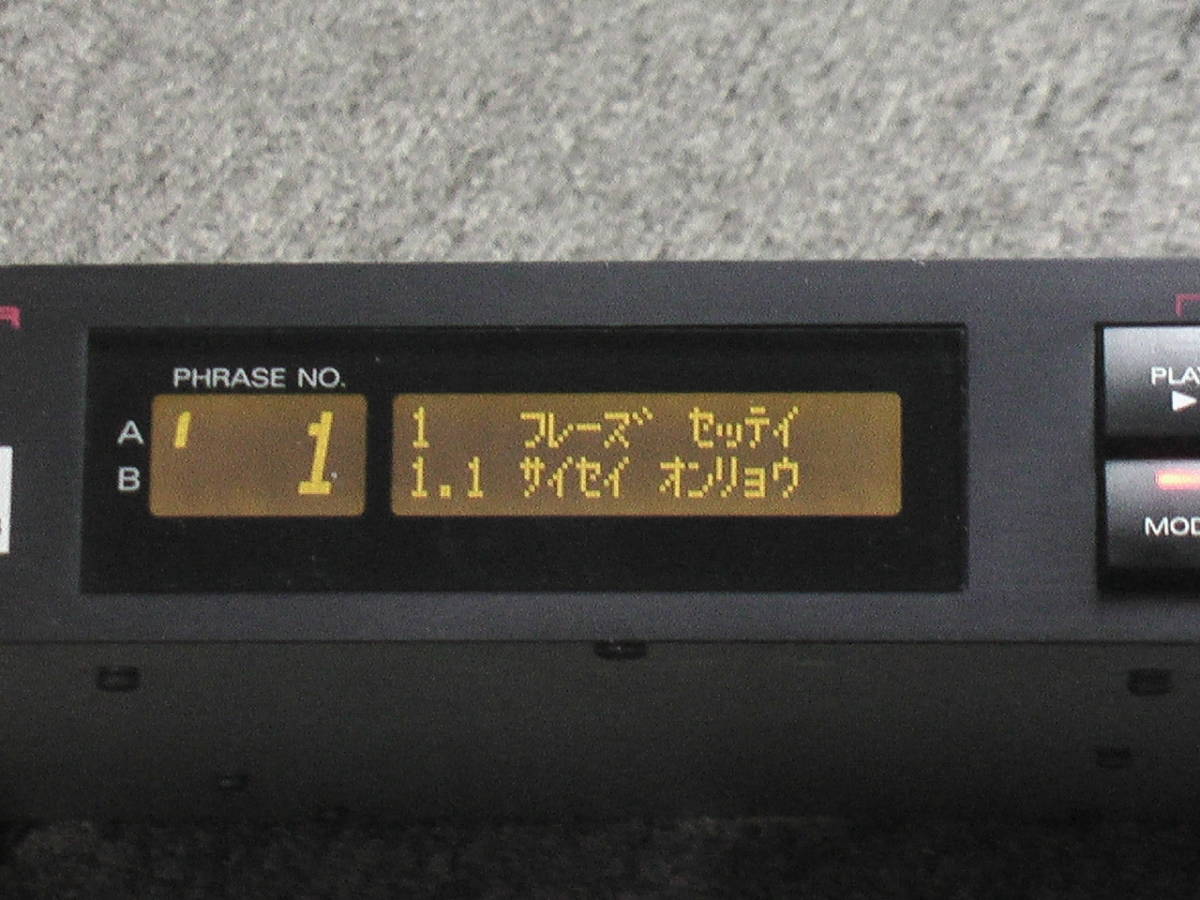 PHRASE NO.
A
B
1
1 フレーズ セッテイ
1.1 サイセイ オンリョウ
PLAY
MOD